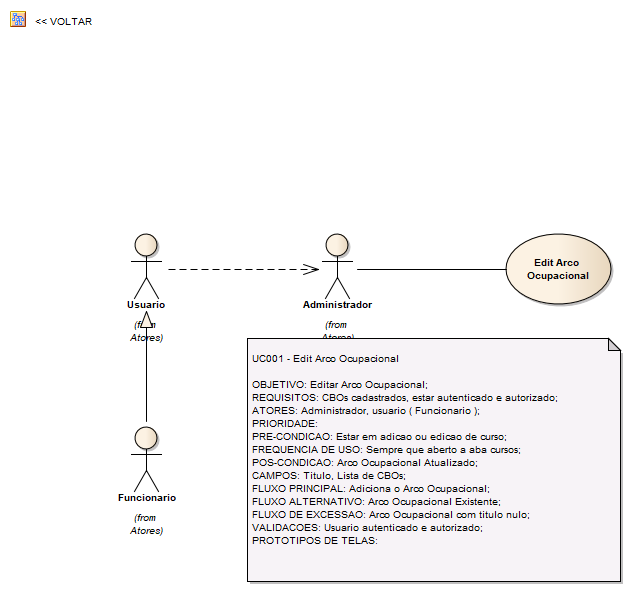 << VOLTAR
Edit Arco
Ocupacional
Usuario
(from
Atores)
Administrador
(from
Atores)
Funcionario
(from
Atores)
UC001 - Edit Arco Ocupacional
OBJETIVO: Editar Arco Ocupacional;
REQUISITOS: CBOs cadastrados, estar autenticado e autorizado;
ATORES: Administrador, usuario ( Funcionario );
PRIORIDADE:
PRE-CONDICAO: Estar em adicao ou edicao de curso;
FREQUENCIA DE USO: Sempre que aberto a aba cursos;
POS-CONDICAO: Arco Ocupacional Atualizado;
CAMPOS: Titulo, Lista de CBOs;
FLUXO PRINCIPAL: Adiciona o Arco Ocupacional;
FLUXO ALTERNATIVO: Arco Ocupacional Existente;
FLUXO DE EXCESSAO: Arco Ocupacional com titulo nulo;
VALIDACOES: Usuario autenticado e autorizado;
PROTOTIPOS DE TELAS: